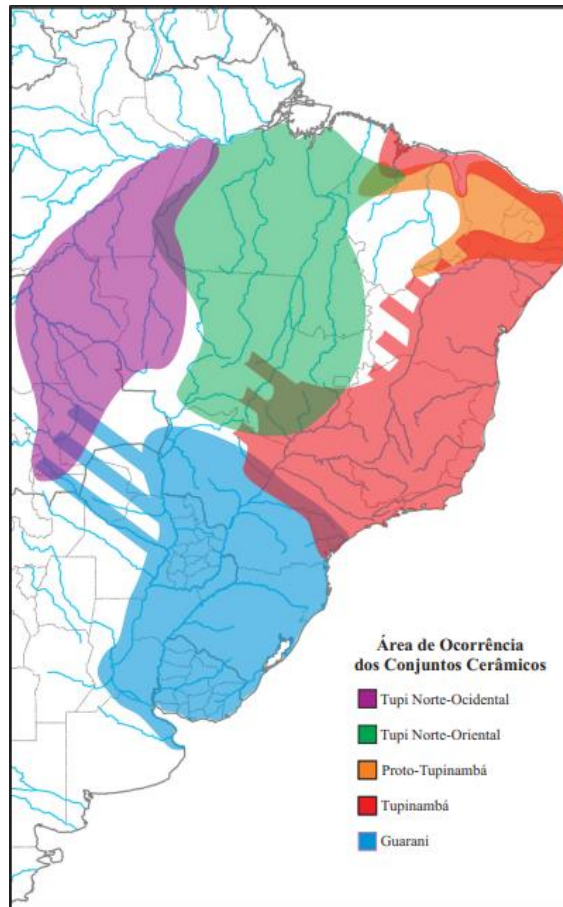 Área de Ocorrência
dos Conjuntos Cerâmicos
Tupi Norte-Ocidental
Tupi Norte-Oriental
Proto-Tupinambá
Tupinambá
Guarani